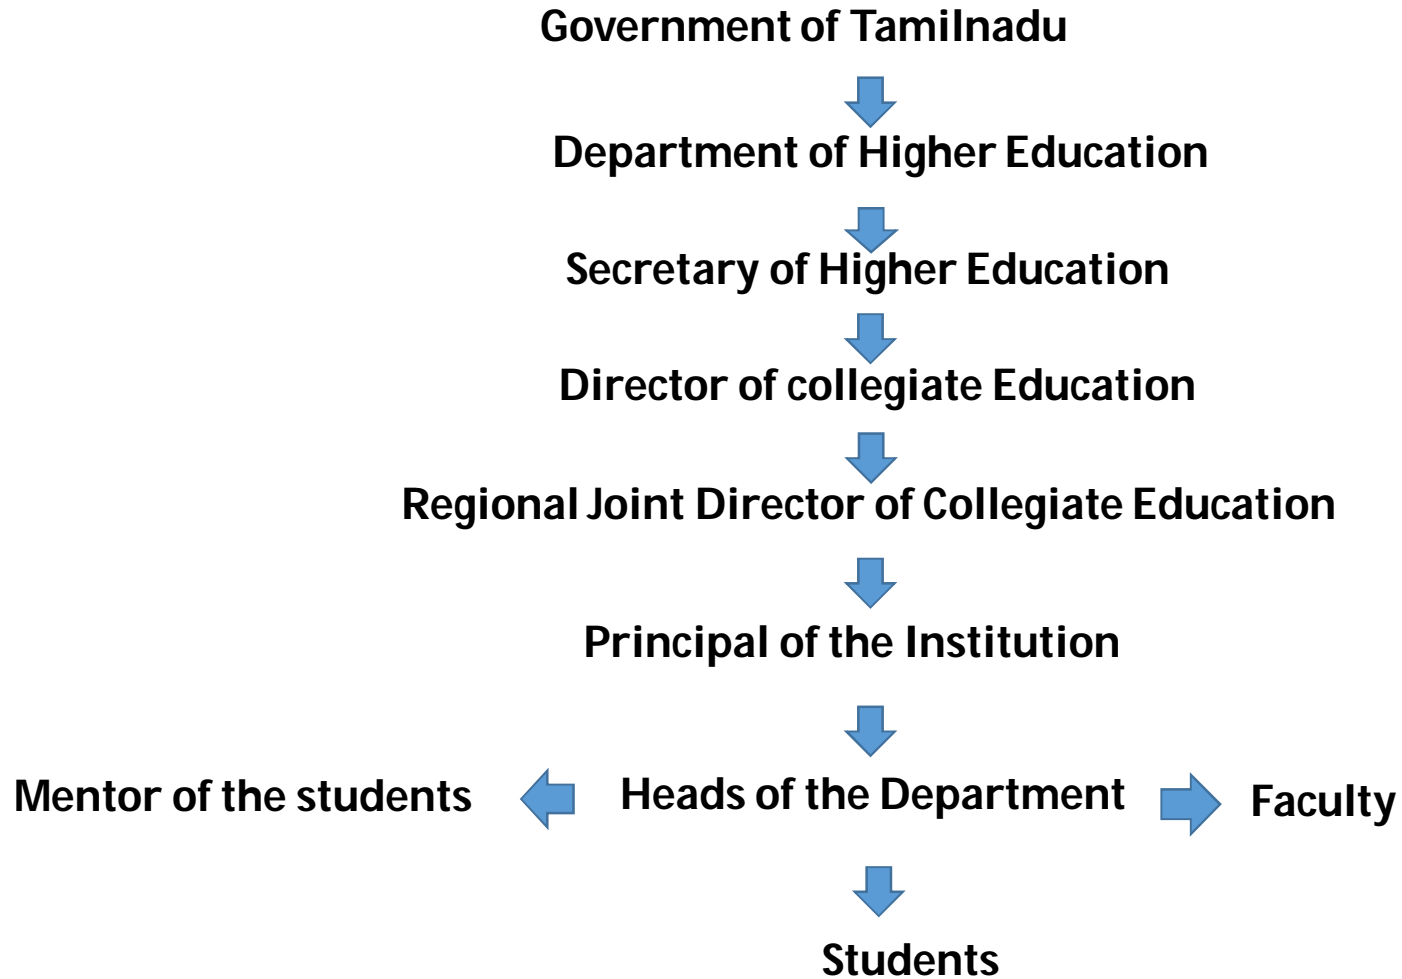 Government of Tamilnadu
Department of Higher Education
Secretary of Higher Education
Director of collegiate Education
Regional Joint Director of Collegiate Education
Principal of the Institution
Mentor of the students
Heads of the Department
Faculty
Students